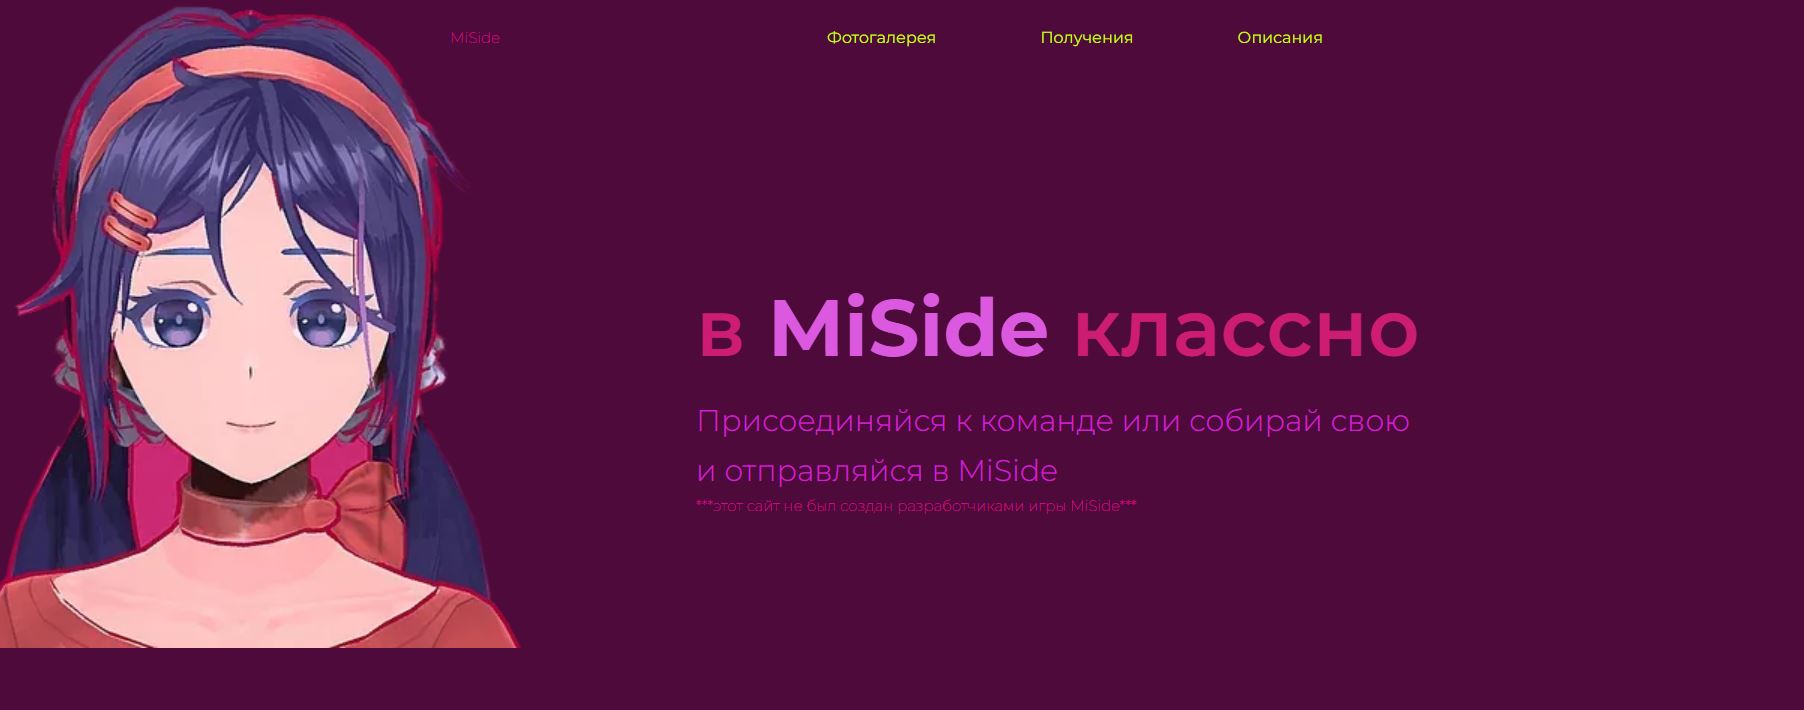 MiSide
Фотогалерея
Получения
Описания
в MiSide классно
Присоединяйся к команде или собирай свою
и отправляйся в MiSide
***этот сайт не был создан разработчиками игры MiSide***